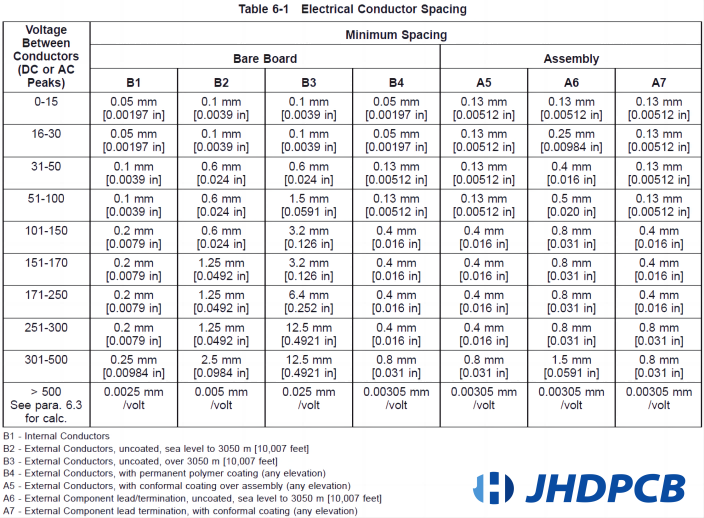 Table 6-1 Electrical Conductor Spacing
Voltage Between Conductors (DC or AC Peaks) Minimum Spacing
Bare Board Assembly
B1 B2 B3 B4 A5 A6 A7
0-15 0.05 mm 0.1 mm 0.1 mm 0.05 mm 0.13 mm 0.13 mm 0.13 mm
[0.00197 in] [0.0039 in] [0.0039 in] [0.00197 in] [0.00512 in] [0.00512 in] [0.00512 in]
16-30 0.05 mm 0.1 mm 0.1 mm 0.05 mm 0.13 mm 0.25 mm 0.13 mm
[0.00197 in] [0.0039 in] [0.0039 in] [0.00197 in] [0.00512 in] [0.00984 in] [0.00512 in]
31-50 0.1 mm 0.6 mm 0.6 mm 0.13 mm 0.13 mm 0.4 mm 0.13 mm
[0.0039 in] [0.024 in] [0.024 in] [0.00512 in] [0.00512 in] [0.016 in] [0.00512 in]
51-100 0.1 mm 0.6 mm 1.5 mm 0.13 mm 0.13 mm 0.5 mm 0.13 mm
[0.0039 in] [0.024 in] [0.0591 in] [0.00512 in] [0.00512 in] [0.020 in] [0.00512 in]
101-150 0.2 mm 0.6 mm 3.2 mm 0.4 mm 0.4 mm 0.8 mm 0.4 mm
[0.0079 in] [0.024 in] [0.126 in] [0.016 in] [0.016 in] [0.031 in] [0.016 in]
151-170 0.2 mm 1.25 mm 3.2 mm 0.4 mm 0.4 mm 0.8 mm 0.4 mm
[0.0079 in] [0.0492 in] [0.126 in] [0.016 in] [0.016 in] [0.031 in] [0.016 in]
171-250 0.2 mm 1.25 mm 6.4 mm 0.4 mm 0.4 mm 0.8 mm 0.4 mm
[0.0079 in] [0.0492 in] [0.252 in] [0.016 in] [0.016 in] [0.031 in] [0.016 in]
251-300 0.2 mm 1.25 mm 12.5 mm 0.4 mm 0.4 mm 0.8 mm 0.8 mm
[0.0079 in] [0.0492 in] [0.4921 in] [0.016 in] [0.016 in] [0.031 in] [0.031 in]
301-500 0.25 mm 2.5 mm 12.5 mm 0.8 mm 0.8 mm 1.5 mm 0.8 mm
[0.00984 in] [0.0984 in] [0.4921 in] [0.031 in] [0.031 in] [0.0591 in] [0.031 in]
> 500 0.0025 mm 0.005 mm 0.025 mm 0.00305 mm 0.00305 mm 0.00305 mm 0.00305 mm
See para. 6.3 /volt /volt /volt /volt /volt /volt /volt
for calc.
B1 - Internal Conductors
B2 - External Conductors, uncoated, sea level to 3050 m [10,007 feet]
B3 - External Conductors, uncoated, over 3050 m [10,007 feet]
B4 - External Conductors, with permanent polymer coating (any elevation)
A5 - External Conductors, with conformal coating over assembly (any elevation)
A6 - External Component lead/termination, uncoated, sea level to 3050 m [10,007 feet]
A7 - External Component lead termination, with conformal coating (any elevation)
JHDPCB